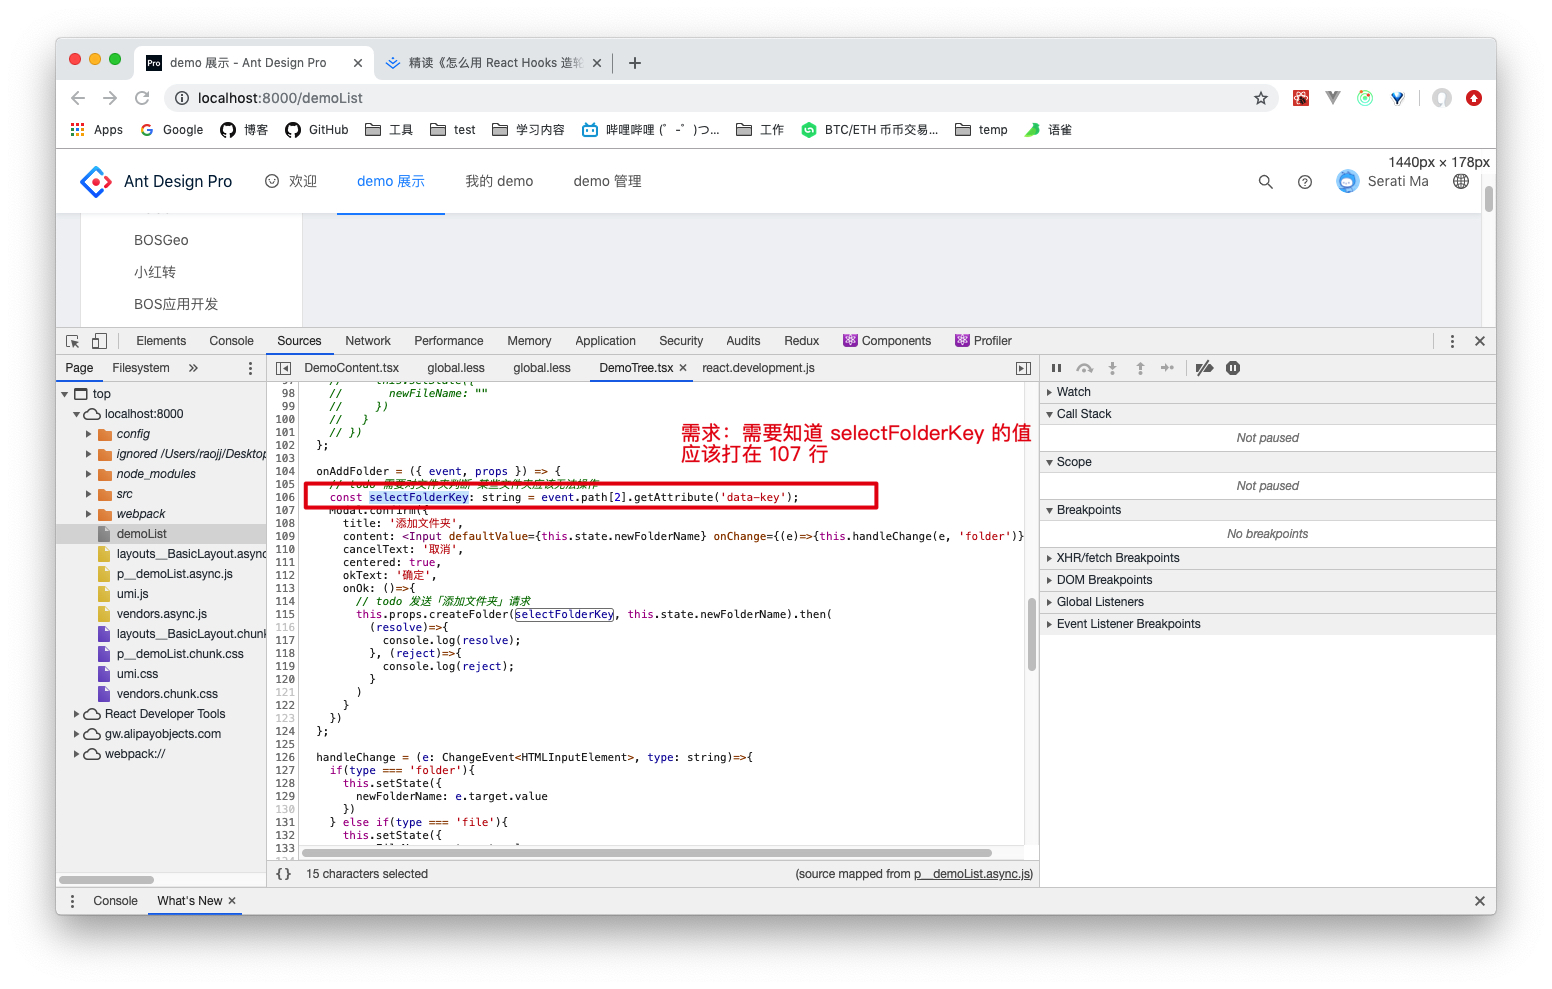 demo 展示 - Ant Design Pro
精读《怎么用 React Hooks 造轮
localhost:8000/demoList
Apps
Google
博客
GitHub
工具
test
学习内容
哔哩哔哩 (゜-゜)つ...
工作
BTC/ETH 币币交易...
temp
语雀
1440px × 178px
Ant Design Pro
欢迎
demo 展示
我的 demo
demo 管理
Serati Ma
BOSGeo
小红转
BOS应用开发
Elements
Console
Sources
Network
Performance
Memory
Application
Security
Audits
Redux
Components
Profiler
Page
Filesystem
top
localhost:8000
config
ignored /Users/raojj/Desktop
node_modules
src
webpack
demoList
layouts__BasicLayout.async
p__demoList.async.js
umi.js
vendors.async.js
layouts__BasicLayout.chunk
p__demoList.chunk.css
umi.css
vendors.chunk.css
React Developer Tools
gw.alipayobjects.com
webpack://
DemoContent.tsx
global.less
global.less
DemoTree.tsx
react.development.js
97 // this.setState({
98 // newFileName: ""
99 // })
100 // }
101 // })
102 };
103
104 onAddFolder = ({ event, props }) => {
105 // todo 需要对文件夹判断 某些文件夹应该无法操作
106 const selectFolderKey: string = event.path[2].getAttribute('data-key');
107 Modal.confirm({
108 title: '添加文件夹',
109 content: <Input defaultValue={this.state.newFolderName} onChange={(e)=>{this.handleChange(e, 'folder')}
110 cancelText: '取消',
111 centered: true,
112 okText: '确定',
113 onOk: ()=>{
114 // todo 发送「添加文件夹」请求
115 this.props.createFolder(selectFolderKey, this.state.newFolderName).then(
116 (resolve)=>{
117 console.log(resolve);
118 }, (reject)=>{
119 console.log(reject);
120 }
121 )
122 }
123 })
124 };
125
126 handleChange = (e: ChangeEvent<HTMLInputElement>, type: string)=>{
127 if(type === 'folder'){
128 this.setState({
129 newFolderName: e.target.value
130 })
131 } else if(type === 'file'){
132 this.setState({
133
需求：需要知道 selectFolderKey 的值
应该打在 107 行
{} 15 characters selected
(source mapped from p__demoList.async.js)
Watch
Call Stack
Not paused
Scope
Not paused
Breakpoints
No breakpoints
XHR/fetch Breakpoints
DOM Breakpoints
Global Listeners
Event Listener Breakpoints
Console
What's New